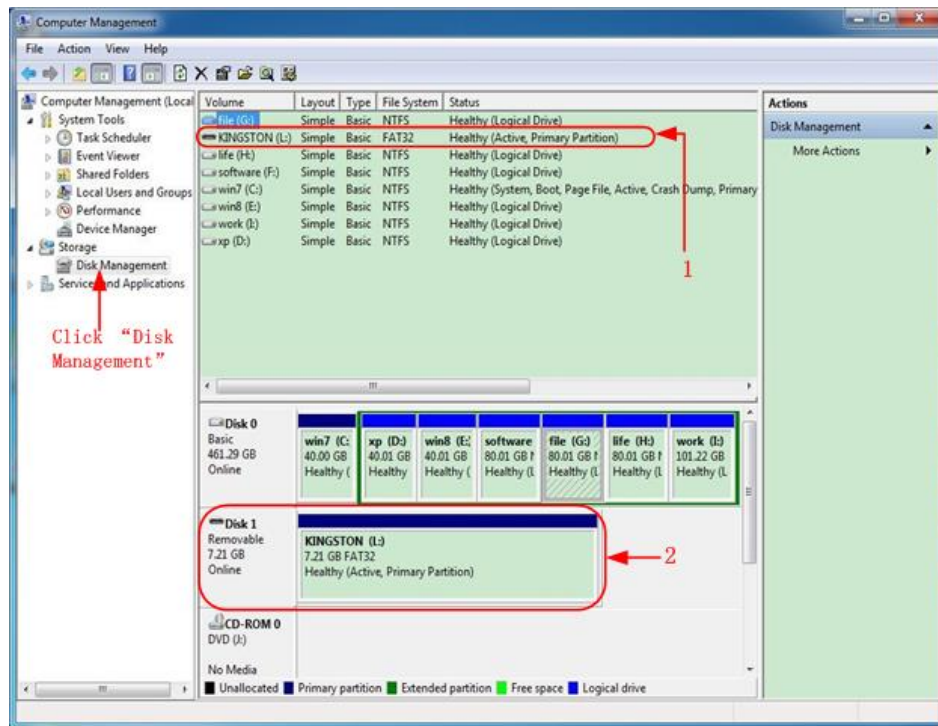 Computer Management
File Action View Help
Computer Management (Local
System Tools
Task Scheduler
Event Viewer
Shared Folders
Local Users and Groups
Performance
Device Manager
Storage
Disk Management
Services and Applications
Click “Disk
Management”
Volume Layout Type File System Status
file (G:) Simple Basic NTFS Healthy (Logical Drive)
KINGSTON (L:) Simple Basic FAT32 Healthy (Active, Primary Partition)
life (H:) Simple Basic NTFS Healthy (Logical Drive)
software (F:) Simple Basic NTFS Healthy (Logical Drive)
win7 (C:) Simple Basic NTFS Healthy (System, Boot, Page File, Active, Crash Dump, Primary
win8 (E:) Simple Basic NTFS Healthy (Logical Drive)
work (I:) Simple Basic NTFS Healthy (Logical Drive)
xp (D:) Simple Basic NTFS Healthy (Logical Drive)
1
Actions
Disk Management
More Actions
Disk 0
Basic
461.29 GB
Online
win7 (C:
40.00 GB
Healthy (
xp (D:)
40.01 GB
Healthy
win8 (E:
40.01 GB
Healthy (
software
80.01 GB N
Healthy (L
file (G:)
80.01 GB N
Healthy (L
life (H:)
80.01 GB N
Healthy (L
work (I:)
101.22 GB
Healthy (L
Disk 1
Removable
7.21 GB
Online
KINGSTON (L:)
7.21 GB FAT32
Healthy (Active, Primary Partition)
2
CD-ROM 0
DVD (J:)
No Media
Unallocated Primary partition Extended partition Free space Logical drive